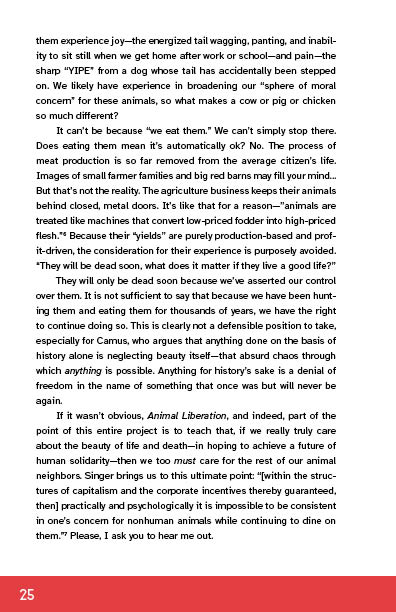 them experience joy—the energized tail wagging, panting, and inabil-
ity to sit still when we get home after work or school—and pain—the
sharp “YIPE” from a dog whose tail has accidentally been stepped
on. We likely have experience in broadening our “sphere of moral
concern” for these animals, so what makes a cow or pig or chicken
so much different?
It can’t be because “we eat them.” We can’t simply stop there.
Does eating them mean it’s automatically ok? No. The process of
meat production is so far removed from the average citizen’s life.
Images of small farmer families and big red barns may fill your mind...
But that’s not the reality. The agriculture business keeps their animals
behind closed, metal doors. It’s like that for a reason—”animals are
treated like machines that convert low-priced fodder into high-priced
flesh.”⁶ Because their “yields” are purely production-based and prof-
it-driven, the consideration for their experience is purposely avoided.
“They will be dead soon, what does it matter if they live a good life?”
They will only be dead soon because we’ve asserted our control
over them. It is not sufficient to say that because we have been hunt-
ing them and eating them for thousands of years, we have the right
to continue doing so. This is clearly not a defensible position to take,
especially for Camus, who argues that anything done on the basis of
history alone is neglecting beauty itself—that absurd chaos through
which anything is possible. Anything for history’s sake is a denial of
freedom in the name of something that once was but will never be
again.
If it wasn’t obvious, Animal Liberation, and indeed, part of the
point of this entire project is to teach that, if we really truly care
about the beauty of life and death—in hoping to achieve a future of
human solidarity—then we too must care for the rest of our animal
neighbors. Singer brings us to this ultimate point: “[within the struc-
tures of capitalism and the corporate incentives thereby guaranteed,
then] practically and psychologically it is impossible to be consistent
in one’s concern for nonhuman animals while continuing to dine on
them.”⁷ Please, I ask you to hear me out.
25